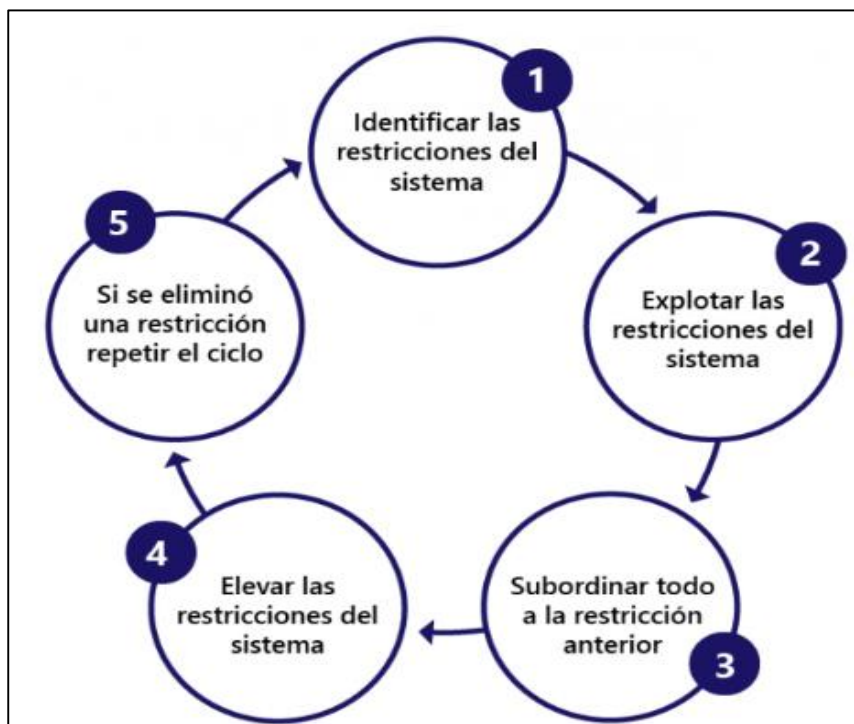 1
Identificar las
restricciones del
sistema
2
Explotar las
restricciones del
sistema
3
Subordinar todo
a la restricción
anterior
4
Elevar las
restricciones del
sistema
5
Si se eliminó
una restricción
repetir el ciclo